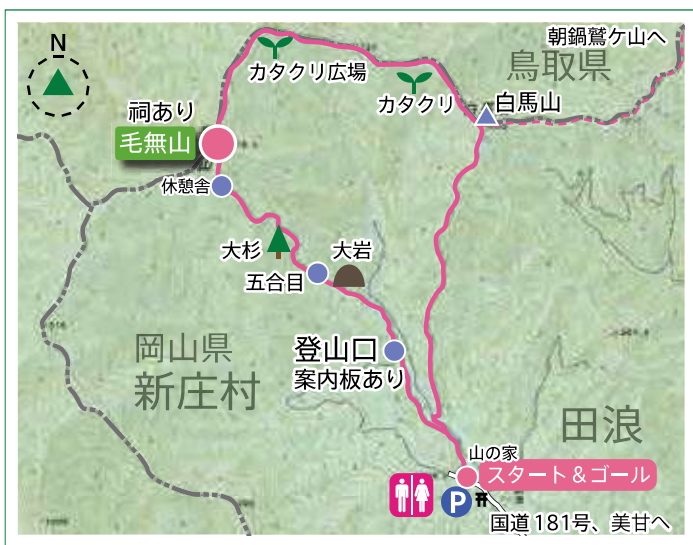 朝鍋鷲ケ山へ
N
鳥取県
カタクリ広場
カタクリ
白馬山
祠あり
毛無山
休憩舎
大杉
大岩
五合目
岡山県
新庄村
登山口
案内板あり
田浪
山の家
スタート＆ゴール
P
国道181号、美甘へ